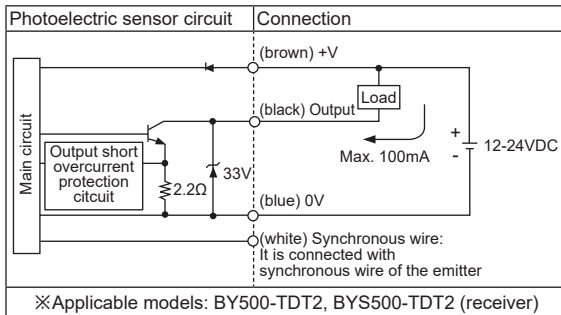 Photoelectric sensor circuit
Connection
(brown) +V
Load
(black) Output
Max. 100mA
+
-
12-24VDC
Main circuit
Output short
overcurrent
protection
citcuit
2.2Ω
33V
(blue) 0V
(white) Synchronous wire:
It is connected with
synchronous wire of the emitter
※Applicable models: BY500-TDT2, BYS500-TDT2 (receiver)